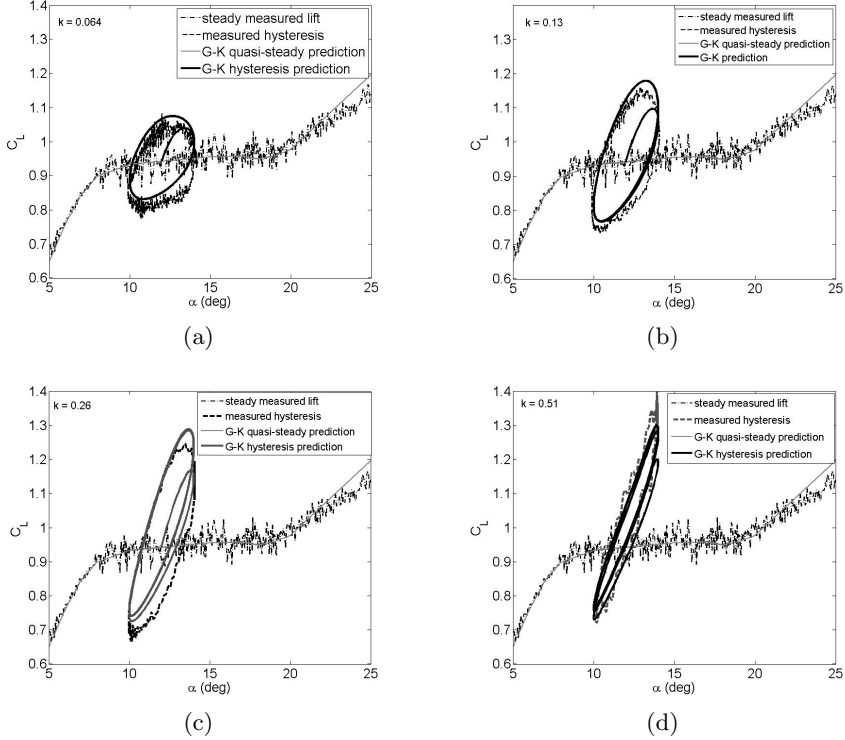 k = 0.064
steady measured lift
measured hysteresis
G-K quasi-steady prediction
G-K hysteresis prediction
1.4
1.3
1.2
1.1
1
0.9
0.8
0.7
0.6
C_L
5 10 15 20 25
α (deg)
(a)
k = 0.13
steady measured lift
measured hysteresis
G-K quasi-steady prediction
G-K prediction
1.4
1.3
1.2
1.1
1
0.9
0.8
0.7
0.6
C_L
5 10 15 20 25
α (deg)
(b)
k = 0.26
steady measured lift
measured hysteresis
G-K quasi-steady prediction
G-K hysteresis prediction
1.4
1.3
1.2
1.1
1
0.9
0.8
0.7
0.6
C_L
5 10 15 20 25
α (deg)
(c)
k = 0.51
steady measured lift
measured hysteresis
G-K quasi-steady prediction
G-K hysteresis prediction
1.4
1.3
1.2
1.1
1
0.9
0.8
0.7
0.6
C_L
5 10 15 20 25
α (deg)
(d)